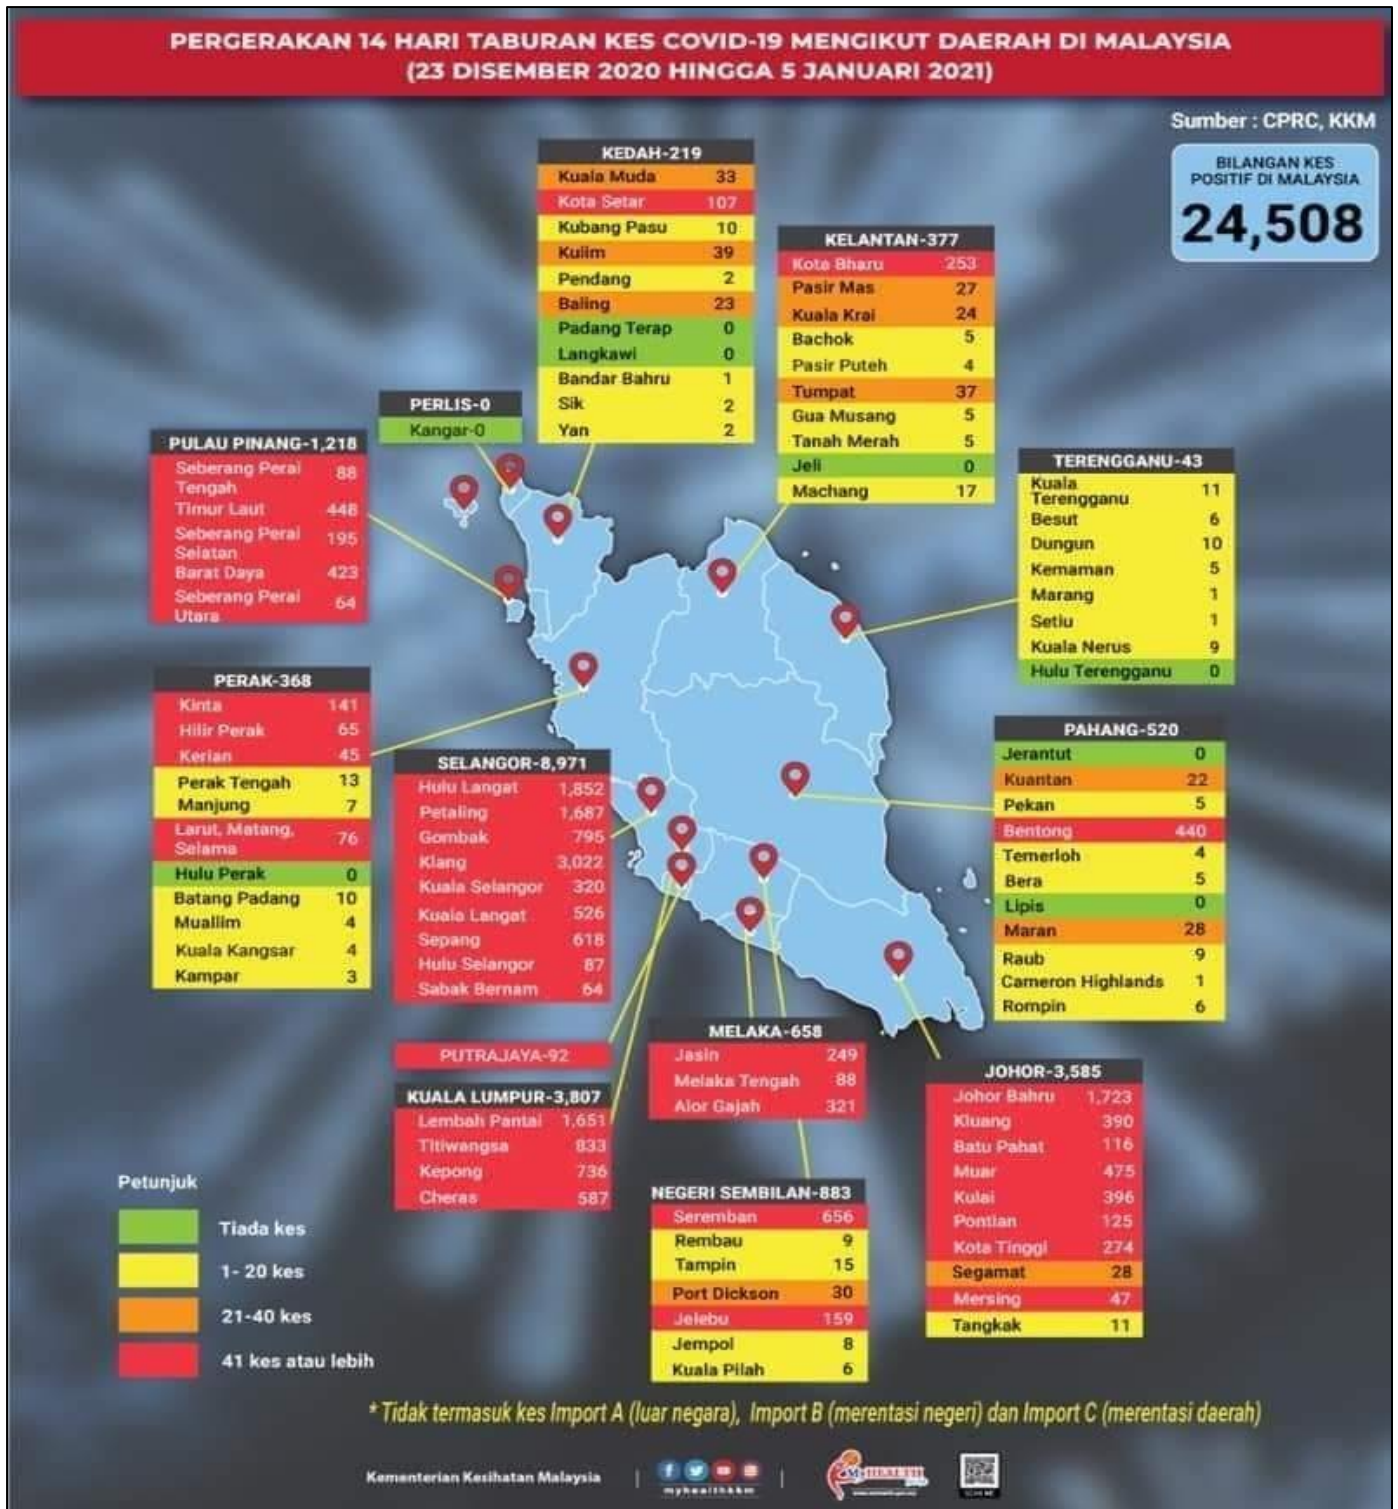 PERGERAKAN 14 HARI TABURAN KES COVID-19 MENGIKUT DAERAH DI MALAYSIA
(23 DISEMBER 2020 HINGGA 5 JANUARI 2021)
Sumber : CPRC, KKM
BILANGAN KES
POSITIF DI MALAYSIA
24,508
KEDAH-219
Kuala Muda 33
Kota Setar 107
Kubang Pasu 10
Kulim 39
Pendang 2
Baling 23
Padang Terap 0
Langkawi 0
Bandar Bahru 1
Sik 2
Yan 2
KELANTAN-377
Kota Bharu 253
Pasir Mas 27
Kuala Krai 24
Bachok 5
Pasir Puteh 4
Tumpat 37
Gua Musang 5
Tanah Merah 5
Jeli 0
Machang 17
PERLIS-0
Kangar-0
PULAU PINANG-1,218
Seberang Perai
Tengah 88
Timur Laut 448
Seberang Perai
Selatan 195
Barat Daya 423
Seberang Perai
Utara 64
TERENGGANU-43
Kuala
Terengganu 11
Besut 6
Dungun 10
Kemaman 5
Marang 1
Setiu 1
Kuala Nerus 9
Hulu Terengganu 0
PERAK-368
Kinta 141
Hilir Perak 65
Kerian 45
Perak Tengah 13
Manjung 7
Larut, Matang,
Selama 76
Hulu Perak 0
Batang Padang 10
Muallim 4
Kuala Kangsar 4
Kampar 3
SELANGOR-8,971
Hulu Langat 1,852
Petaling 1,687
Gombak 795
Klang 3,022
Kuala Selangor 320
Kuala Langat 526
Sepang 618
Hulu Selangor 87
Sabak Bernam 64
PAHANG-520
Jerantut 0
Kuantan 22
Pekan 5
Bentong 440
Temerloh 4
Bera 5
Lipis 0
Maran 28
Raub 9
Cameron Highlands 1
Rompin 6
PUTRAJAYA-92
KUALA LUMPUR-3,807
Lembah Pantai 1,651
Titiwangsa 833
Kepong 736
Cheras 587
MELAKA-658
Jasin 249
Melaka Tengah 88
Alor Gajah 321
JOHOR-3,585
Johor Bahru 1,723
Kluang 390
Batu Pahat 116
Muar 475
Kulai 396
Pontian 125
Kota Tinggi 274
Segamat 28
Mersing 47
Tangkak 11
NEGERI SEMBILAN-883
Seremban 656
Rembau 9
Tampin 15
Port Dickson 30
Jelebu 159
Jempol 8
Kuala Pilah 6
Petunjuk
Tiada kes
1- 20 kes
21-40 kes
41 kes atau lebih
* Tidak termasuk kes Import A (luar negara), Import B (merentasi negeri) dan Import C (merentasi daerah)
Kementerian Kesihatan Malaysia
myhealthkkm
MyHEALTH